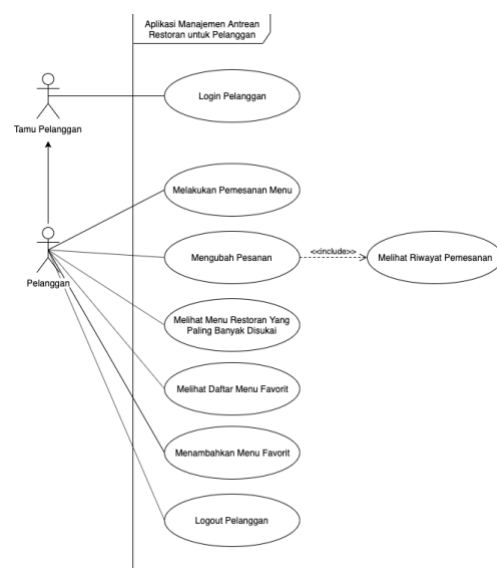 Aplikasi Manajemen Antrean
Restoran untuk Pelanggan
Login Pelanggan
Tamu Pelanggan
Melakukan Pemesanan Menu
Pelanggan
Mengubah Pesanan
<<include>>
Melihat Riwayat Pemesanan
Melihat Menu Restoran Yang
Paling Banyak Disukai
Melihat Daftar Menu Favorit
Menambahkan Menu Favorit
Logout Pelanggan